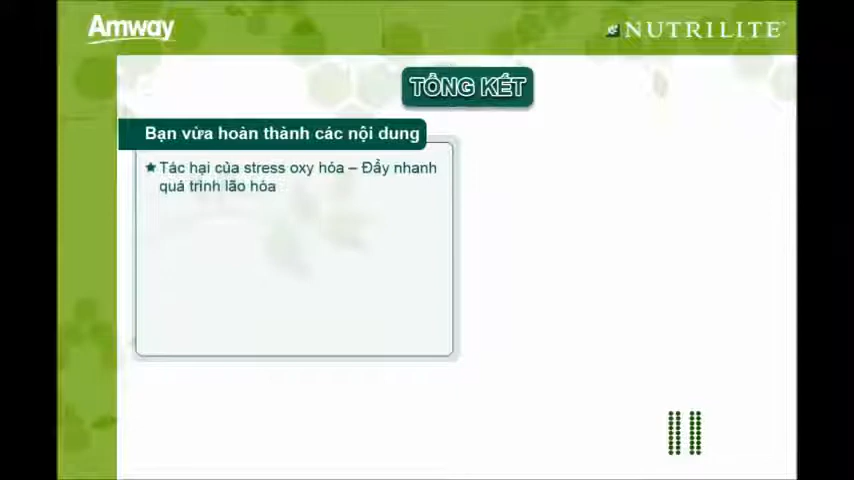 Amway
NUTRILITE
TỔNG KẾT
Bạn vừa hoàn thành các nội dung
Tác hại của stress oxy hóa – Đẩy nhanh
quá trình lão hóa